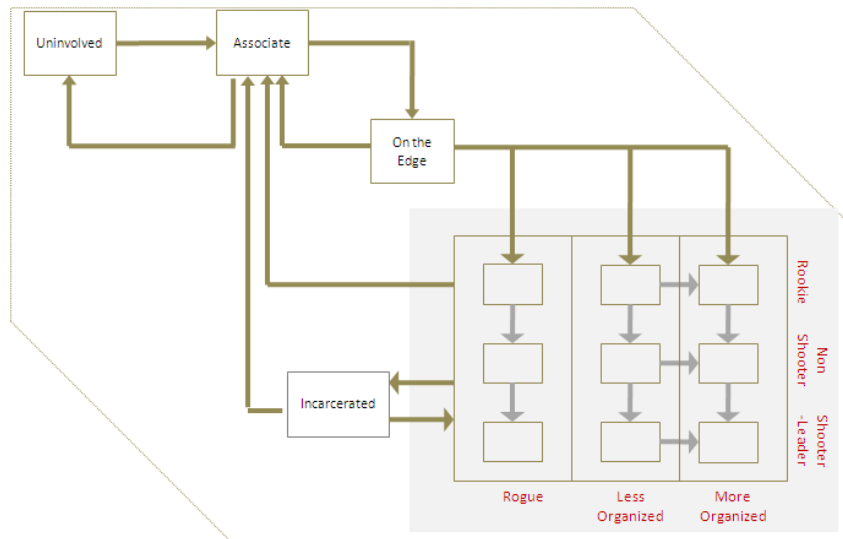 Uninvolved
Associate
On the
Edge
Rookie
Non
Shooter
Incarcerated
Shooter
-Leader
Rogue
Less
Organized
More
Organized